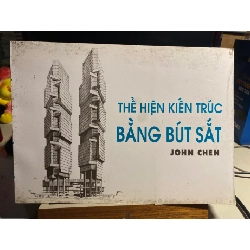 THỂ HIỆN KIẾN TRÚC
BẰNG BÚT SẮT
JOHN CHEN